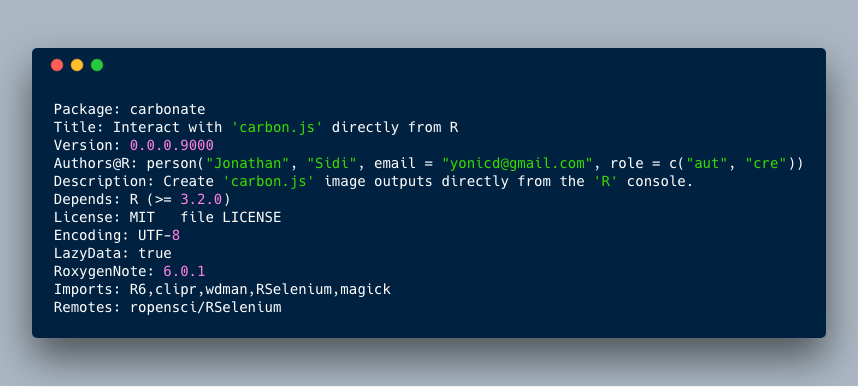 Package: carbonate
Title: Interact with 'carbon.js' directly from R
Version: 0.0.0.9000
Authors@R: person("Jonathan", "Sidi", email = "yonicd@gmail.com", role = c("aut", "cre"))
Description: Create 'carbon.js' image outputs directly from the 'R' console.
Depends: R (>= 3.2.0)
License: MIT   file LICENSE
Encoding: UTF-8
LazyData: true
RoxygenNote: 6.0.1
Imports: R6,clipr,wdman,RSelenium,magick
Remotes: ropensci/RSelenium